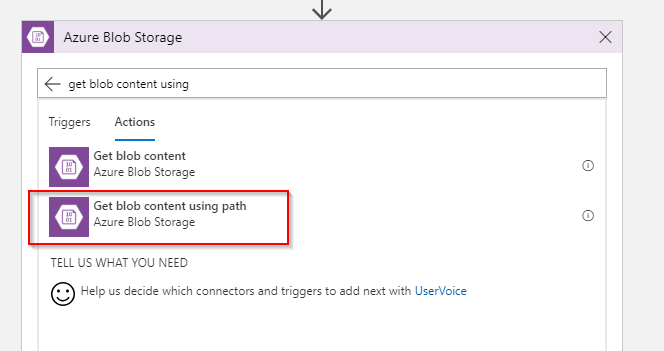 Azure Blob Storage
get blob content using
Triggers Actions
Get blob content
Azure Blob Storage
Get blob content using path
Azure Blob Storage
TELL US WHAT YOU NEED
Help us decide which connectors and triggers to add next with UserVoice